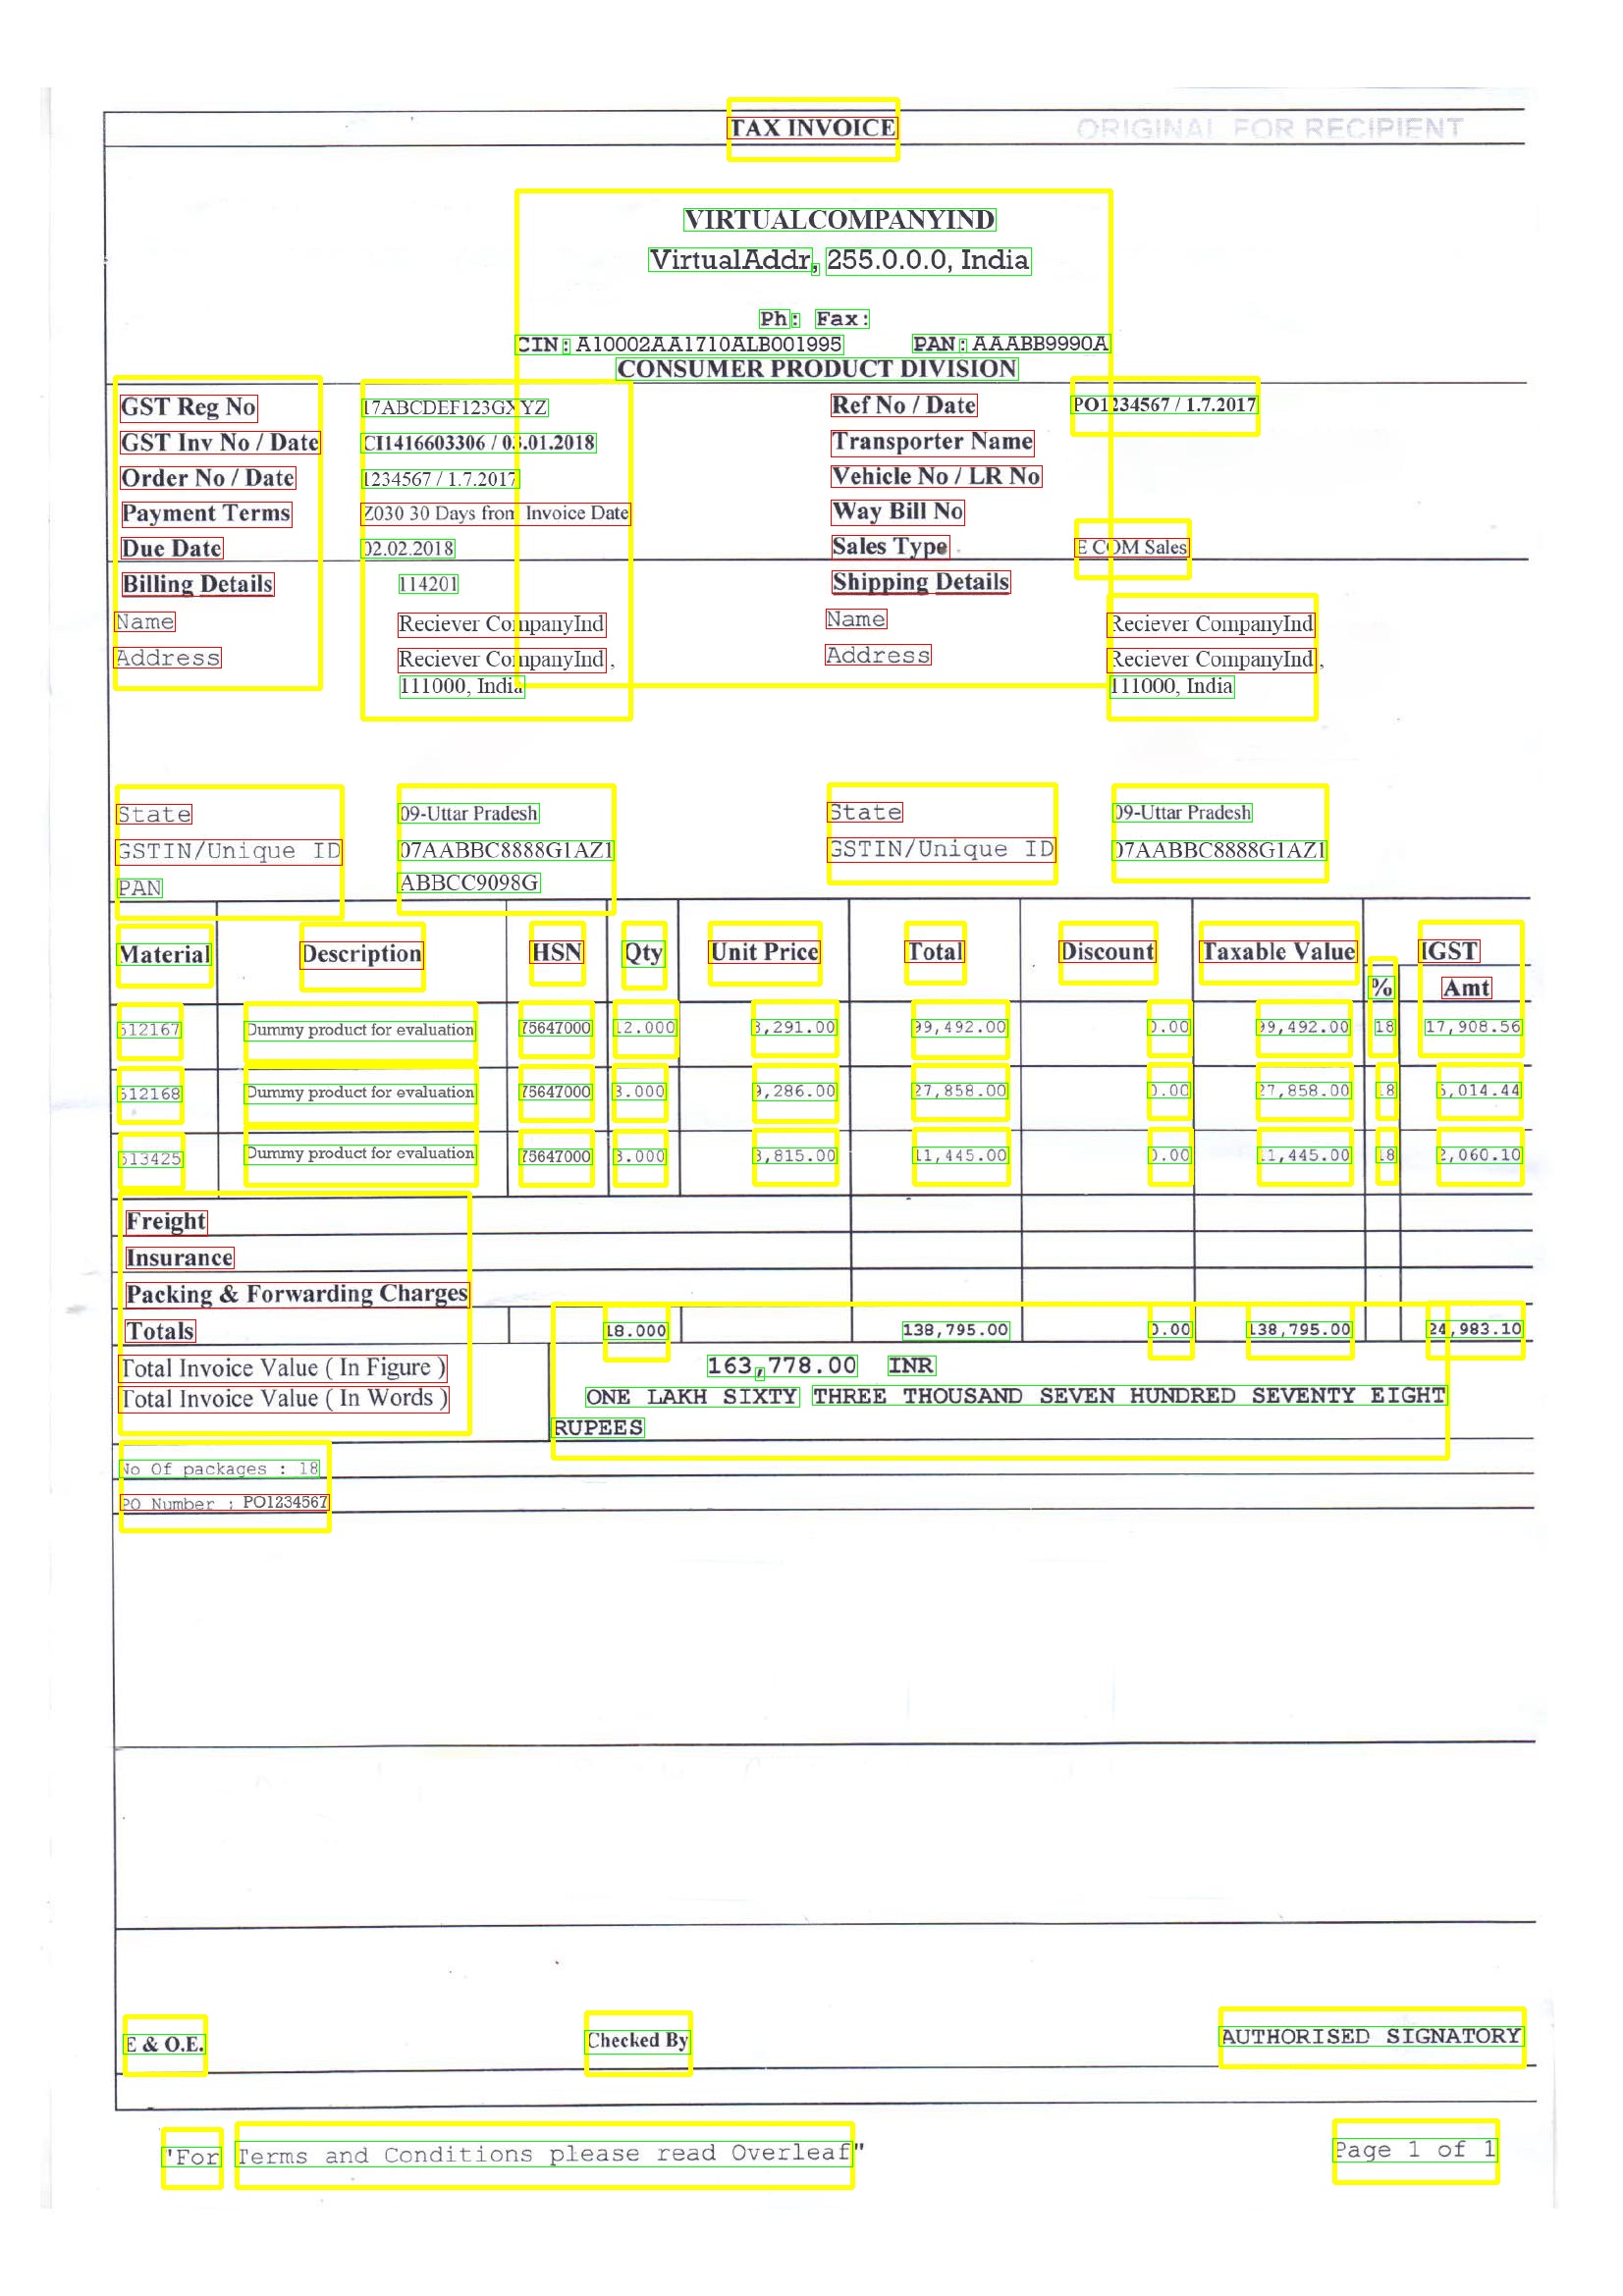 TAX INVOICE ORIGINAL FOR RECIPIENT
VIRTUALCOMPANYIND
VirtualAddr, 255.0.0.0, India
Ph: Fax:
CIN: A10002AA1710ALB001995 PAN: AAABB9990A
CONSUMER PRODUCT DIVISION
GST Reg No 17ABCDEF123GXYZ Ref No / Date PO1234567 / 1.7.2017
GST Inv No / Date CI1416603306 / 03.01.2018 Transporter Name
Order No / Date 1234567 / 1.7.2017 Vehicle No / LR No
Payment Terms Z030 30 Days from Invoice Date Way Bill No
Due Date 02.02.2018 Sales Type E COM Sales
Billing Details 114201 Shipping Details
Name Reciever CompanyInd Name Reciever CompanyInd
Address Reciever CompanyInd , Address Reciever CompanyInd ,
111000, India 111000, India
State 09-Uttar Pradesh State 09-Uttar Pradesh
GSTIN/Unique ID 07AABBC8888G1AZ1 GSTIN/Unique ID 07AABBC8888G1AZ1
PAN ABBCC9098G
Material Description HSN Qty Unit Price Total Discount Taxable Value IGST
% Amt
512167 Dummy product for evaluation 75647000 12.000 8,291.00 99,492.00 0.00 99,492.00 18 17,908.56
512168 Dummy product for evaluation 75647000 3.000 9,286.00 27,858.00 0.00 27,858.00 18 5,014.44
513425 Dummy product for evaluation 75647000 3.000 3,815.00 11,445.00 0.00 11,445.00 18 2,060.10
Freight
Insurance
Packing & Forwarding Charges
Totals 18.000 138,795.00 0.00 138,795.00 24,983.10
Total Invoice Value ( In Figure ) 163,778.00 INR
Total Invoice Value ( In Words ) ONE LAKH SIXTY THREE THOUSAND SEVEN HUNDRED SEVENTY EIGHT
RUPEES
No Of packages : 18
PO Number : PO1234567
E & O.E. Checked By AUTHORISED SIGNATORY
"For Terms and Conditions please read Overleaf" Page 1 of 1